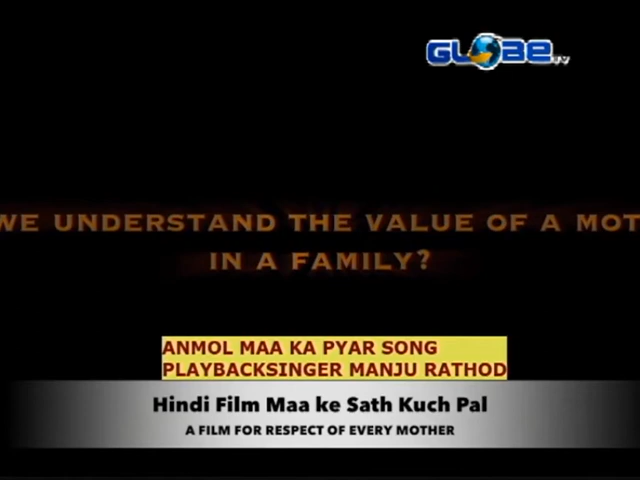 GLOBE TV
WE UNDERSTAND THE VALUE OF A
IN A FAMILY?
ANMOL MAA KA PYAR SONG
PLAYBACKSINGER MANJU RATHOD
Hindi Film Maa ke Sath Kuch Pal
A FILM FOR RESPECT OF EVERY MOTHER